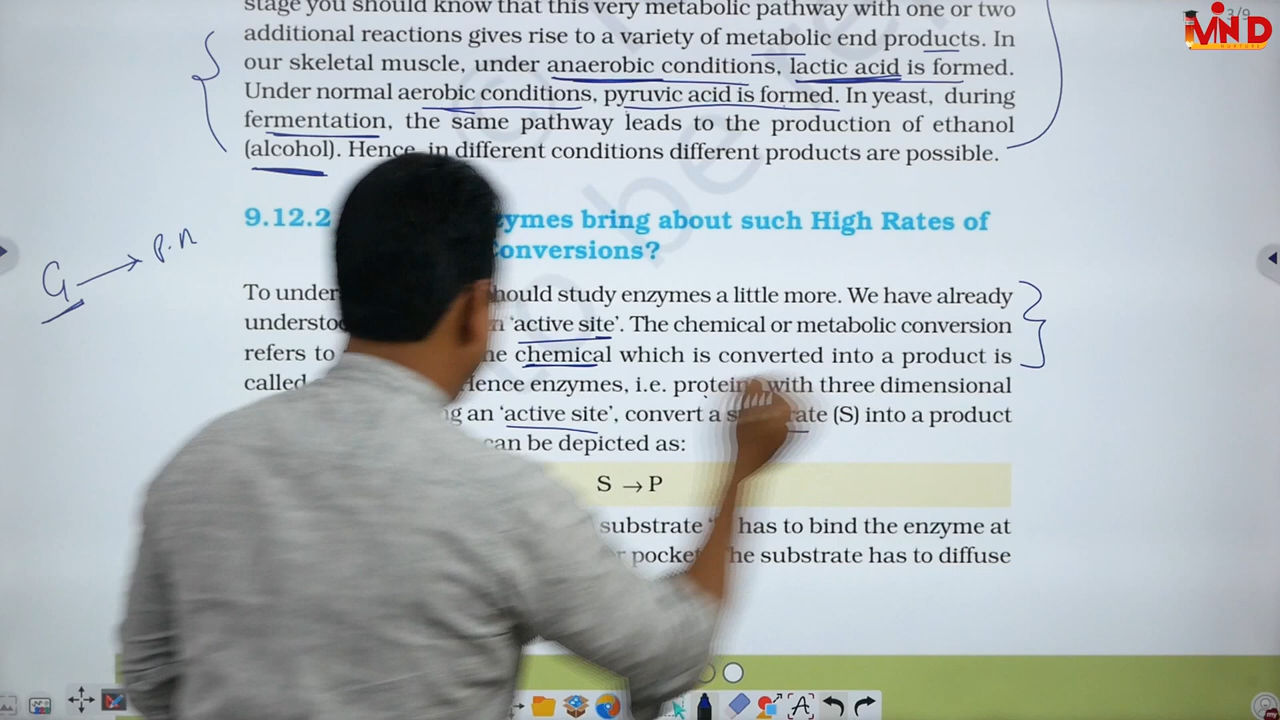 stage you should know that this very metabolic pathway with one or two
additional reactions gives rise to a variety of metabolic end products. In
our skeletal muscle, under anaerobic conditions, lactic acid is formed.
Under normal aerobic conditions, pyruvic acid is formed. In yeast, during
fermentation, the same pathway leads to the production of ethanol
(alcohol). Hence, in different conditions different products are possible.
9.12.2 zymes bring about such High Rates of
onversions?
G → P.A
To under hould study enzymes a little more. We have already
understoo n 'active site'. The chemical or metabolic conversion
refers to he chemical which is converted into a product is
called Hence enzymes, i.e. proteins with three dimensional
g an 'active site', convert a s rate (S) into a product
can be depicted as:
S → P
substrate has to bind the enzyme at
r pocket. The substrate has to diffuse
3/9
MIND
NURTURE